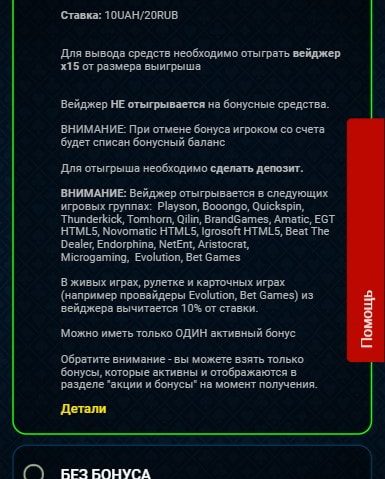 Ставка: 10UAH/20RUB
Для вывода средств необходимо отыграть вейджер
х15 от размера выигрыша
Вейджер НЕ отыгрывается на бонусные средства.
ВНИМАНИЕ: При отмене бонуса игроком со счета
будет списан бонусный баланс
Для отыгрыша необходимо сделать депозит.
ВНИМАНИЕ: Вейджер отыгрывается в следующих
игровых группах: Playson, Booongo, Quickspin,
Thunderkick, Tomhorn, Qilin, BrandGames, Amatic, EGT
HTML5, Novomatic HTML5, Igrosoft HTML5, Beat The
Dealer, Endorphina, NetEnt, Aristocrat,
Microgaming, Evolution, Bet Games
В живых играх, рулетке и карточных играх
(например провайдеры Evolution, Bet Games) из
вейджера вычитается 10% от ставки.
Можно иметь только ОДИН активный бонус
Обратите внимание - вы можете взять только
бонусы, которые активны и отображаются в
разделе "акции и бонусы" на момент получения.
Детали
Помощь
БЕЗ БОНУСА